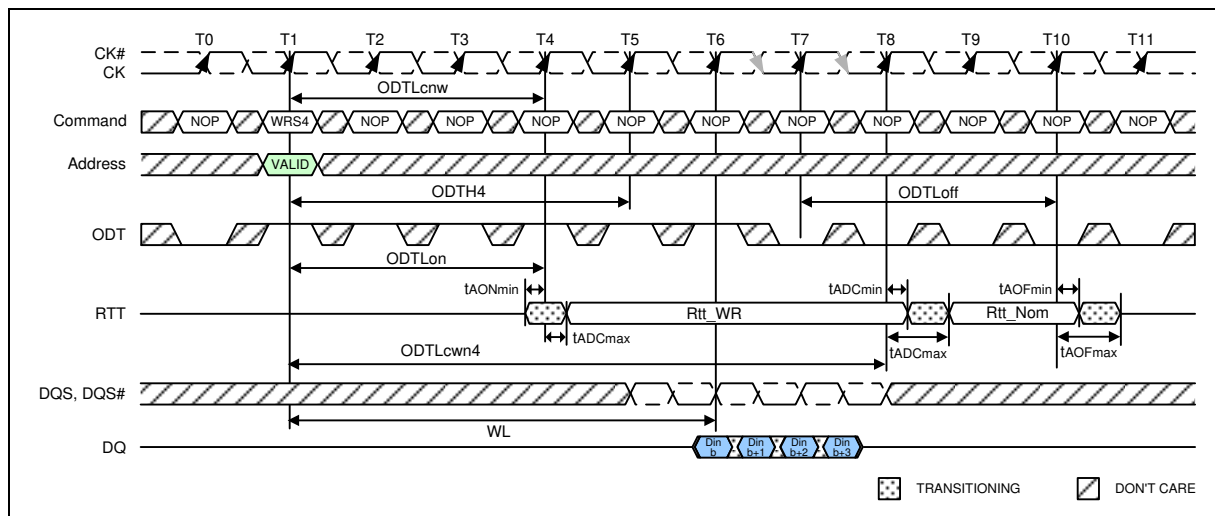 T0 T1 T2 T3 T4 T5 T6 T7 T8 T9 T10 T11
CK#
CK
ODTLcnw
Command NOP WRS4 NOP NOP NOP NOP NOP NOP NOP NOP NOP NOP
Address VALID
ODTH4 ODTLoff
ODT
ODTLon
tAONmin tADCmin tAOFmin
RTT Rtt_WR Rtt_Nom
tADCmax tADCmax tAOFmax
ODTLcwn4
DQS, DQS#
WL
DQ Din b Din b+1 Din b+2 Din b+3
TRANSITIONING DON'T CARE